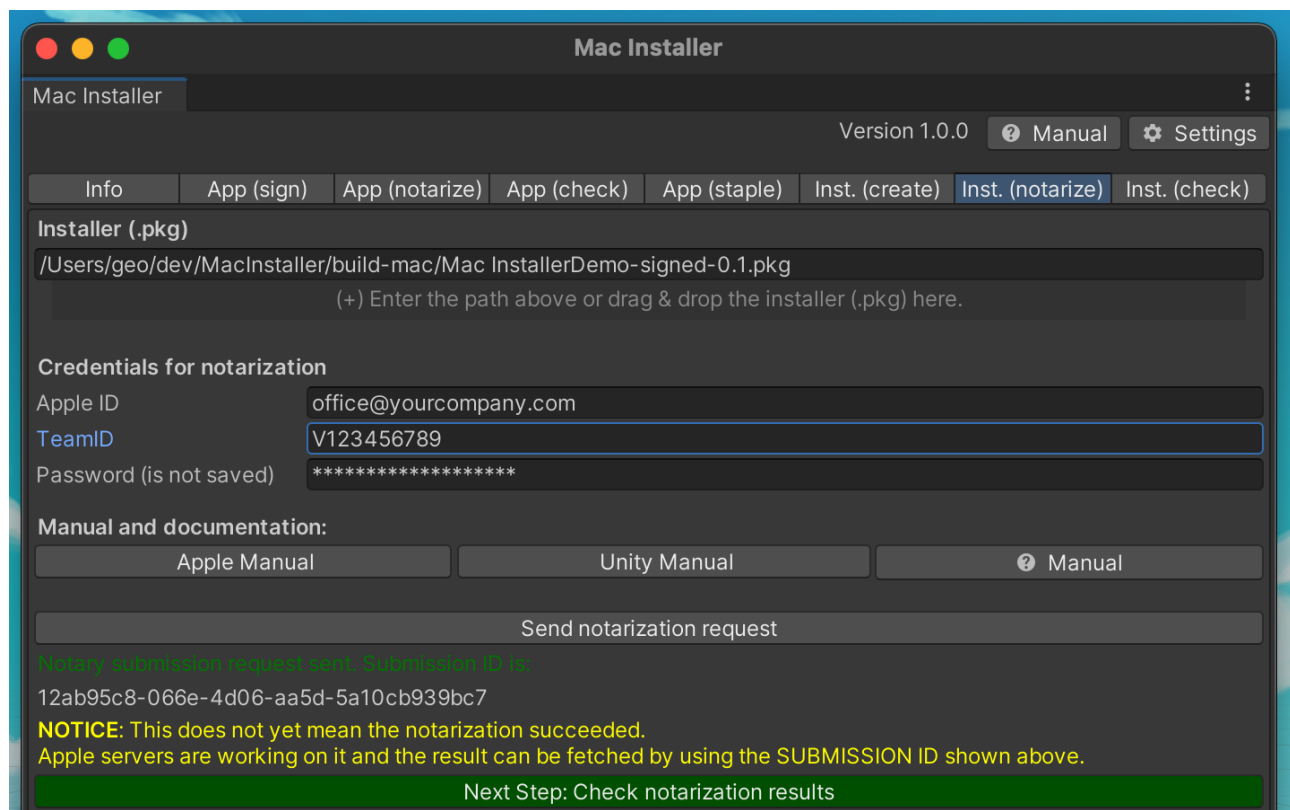 Mac Installer
Mac Installer
Version 1.0.0 Manual Settings
Info App (sign) App (notarize) App (check) App (staple) Inst. (create) Inst. (notarize) Inst. (check)
Installer (.pkg)
/Users/geo/dev/MacInstaller/build-mac/Mac InstallerDemo-signed-0.1.pkg
(+) Enter the path above or drag & drop the installer (.pkg) here.
Credentials for notarization
Apple ID office@yourcompany.com
TeamID V123456789
Password (is not saved) *******************
Manual and documentation:
Apple Manual Unity Manual Manual
Send notarization request
Notary submission request sent. Submission ID is:
12ab95c8-066e-4d06-aa5d-5a10cb939bc7
NOTICE: This does not yet mean the notarization succeeded.
Apple servers are working on it and the result can be fetched by using the SUBMISSION ID shown above.
Next Step: Check notarization results